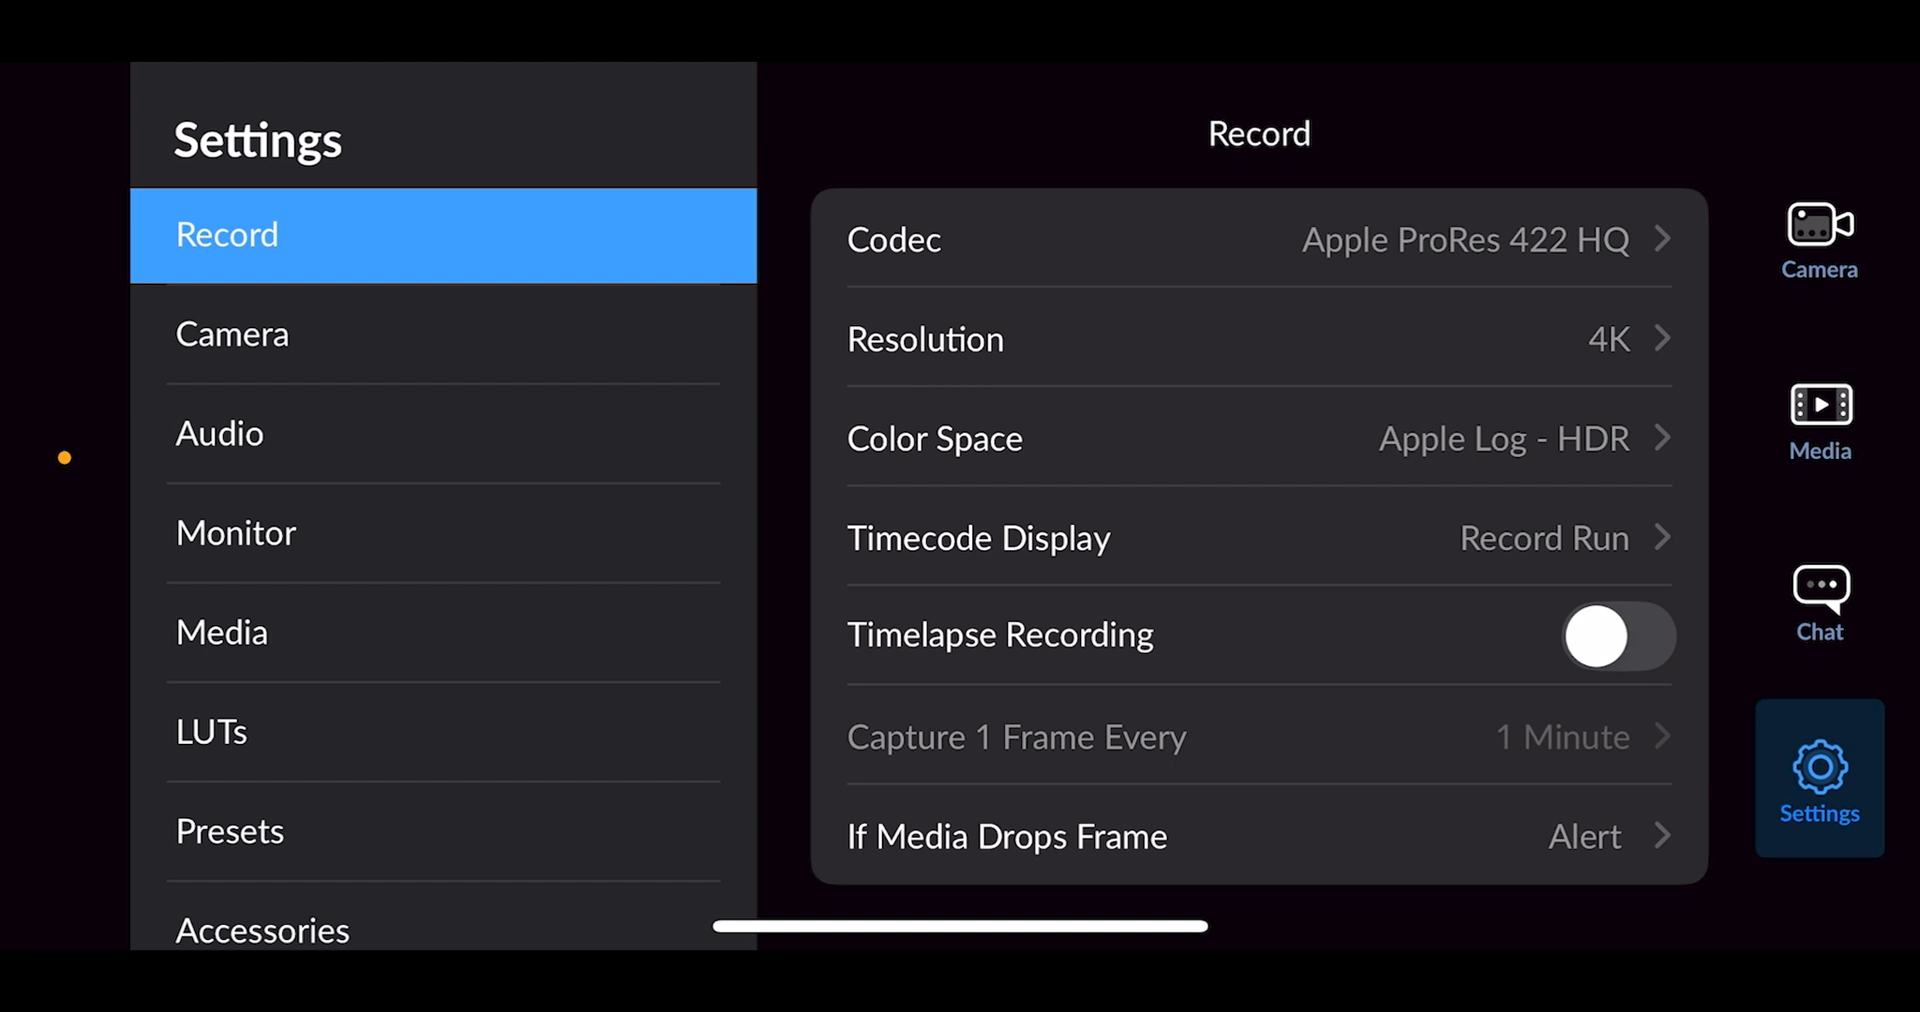 Settings
Record
Camera
Audio
Monitor
Media
LUTs
Presets
Accessories
Record
Codec Apple ProRes 422 HQ
Resolution 4K
Color Space Apple Log - HDR
Timecode Display Record Run
Timelapse Recording
Capture 1 Frame Every 1 Minute
If Media Drops Frame Alert
Camera
Media
Chat
Settings